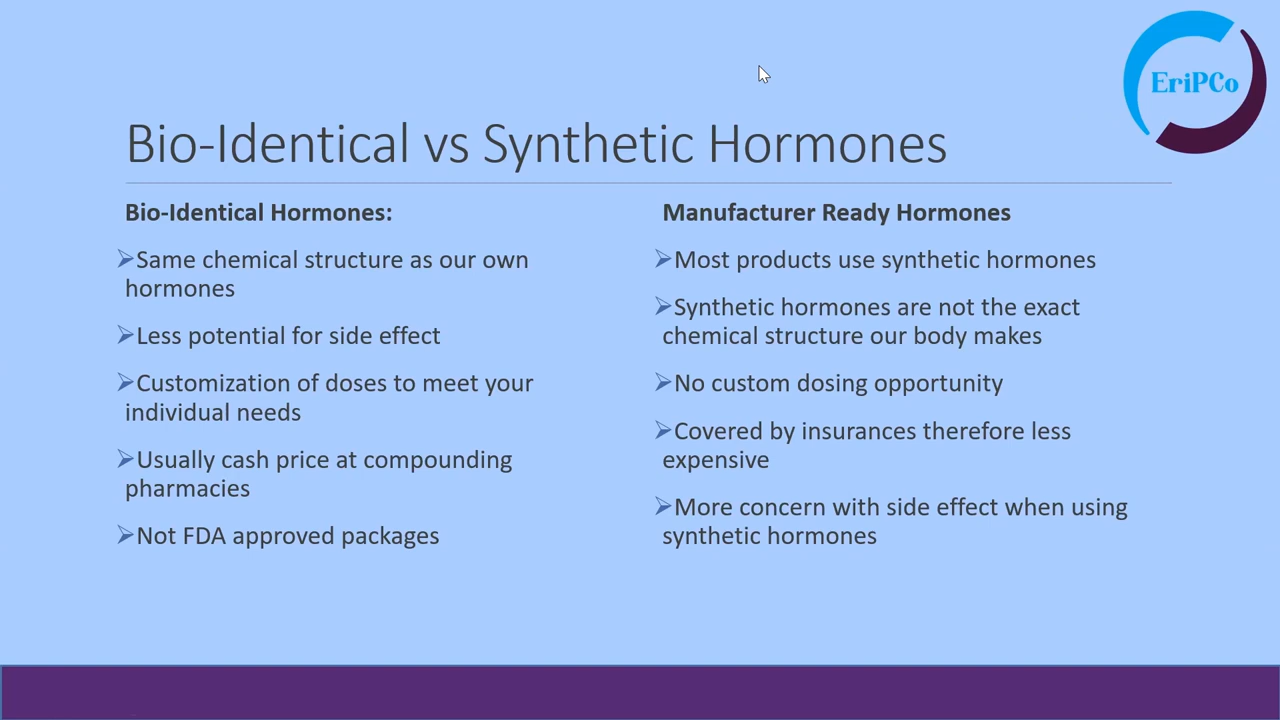 EriPCo
Bio-Identical vs Synthetic Hormones
Bio-Identical Hormones:
Same chemical structure as our own
hormones
Less potential for side effect
Customization of doses to meet your
individual needs
Usually cash price at compounding
pharmacies
Not FDA approved packages
Manufacturer Ready Hormones
Most products use synthetic hormones
Synthetic hormones are not the exact
chemical structure our body makes
No custom dosing opportunity
Covered by insurances therefore less
expensive
More concern with side effect when using
synthetic hormones